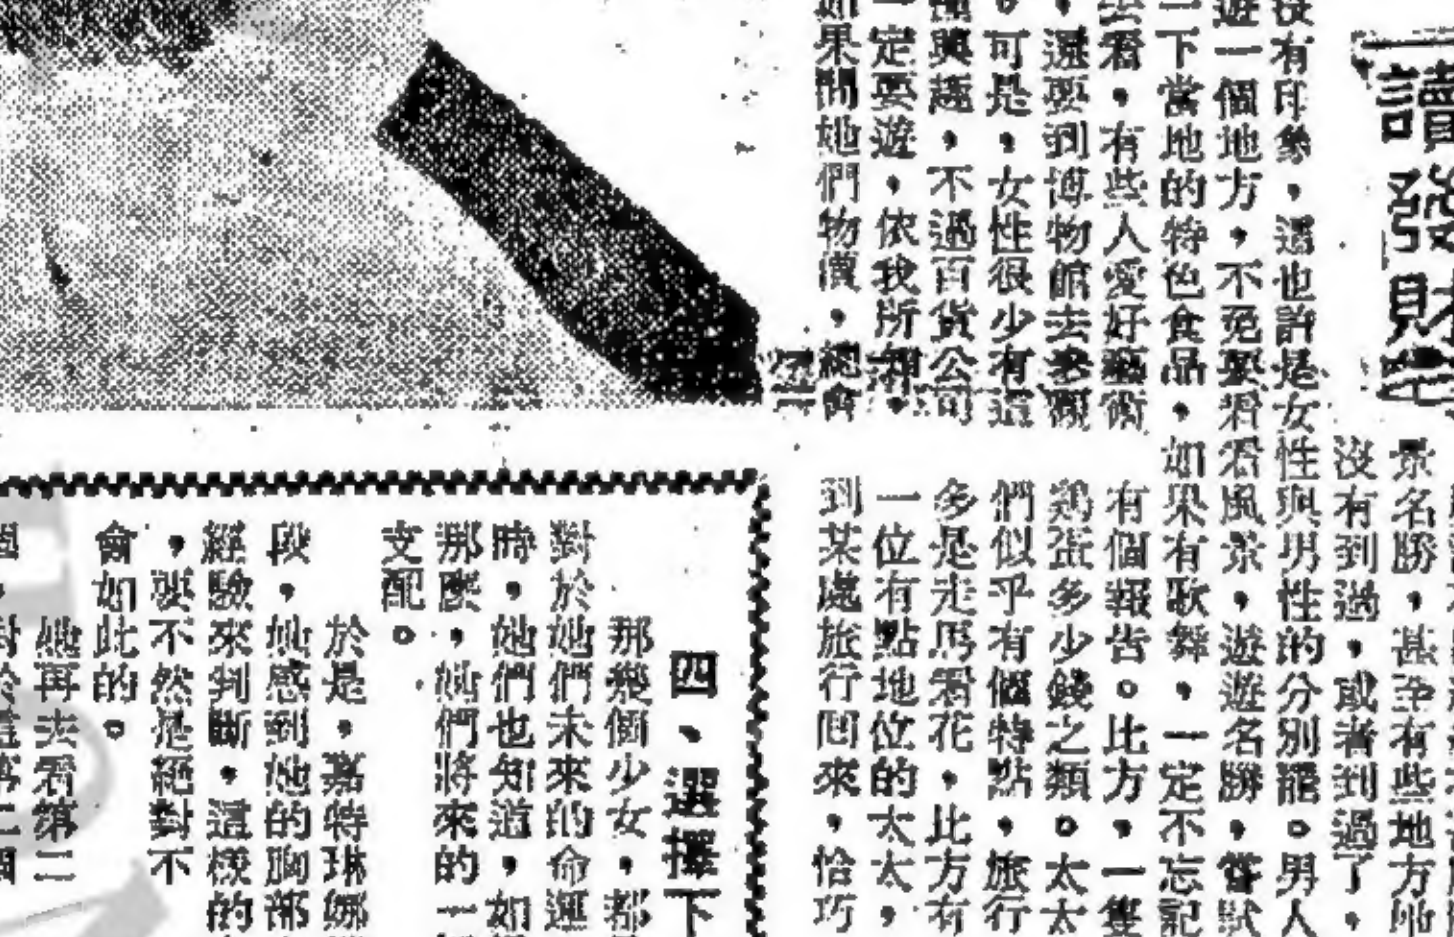 讀
發
財
景名勝，甚至有些地方她
沒有到過，或者到過了，
沒有印象，這也許是女性與男性的分別罷。男人
遊一個地方，不免要看看風景，遊遊名勝，嘗試
一下當地的特色食品，如果有歌舞，一定不忘記
去看，有些人愛好藝術
，還要到博物館去參觀
。可是，女性很少有這
興趣，不過百貨公司
一定要遊，依我所知，
如果問她們物價，總會
有個報告。比方，一隻
鷄蛋多少錢之類。太太
們似乎有個特點，旅行
多是走馬看花，比方有
一位有點地位的太太，
到某處旅行回來，恰巧
四、選擇下
那幾個少女，都
對於她們未來的命運
時，她們也知道，如
那麼，她們將來的一
支配。
於是，嘉特琳娜
段，她感到她的胸部
經驗來判斷，這樣的
，要不然是絕對不
會如此的。
她再去看第二
，對於這第二個